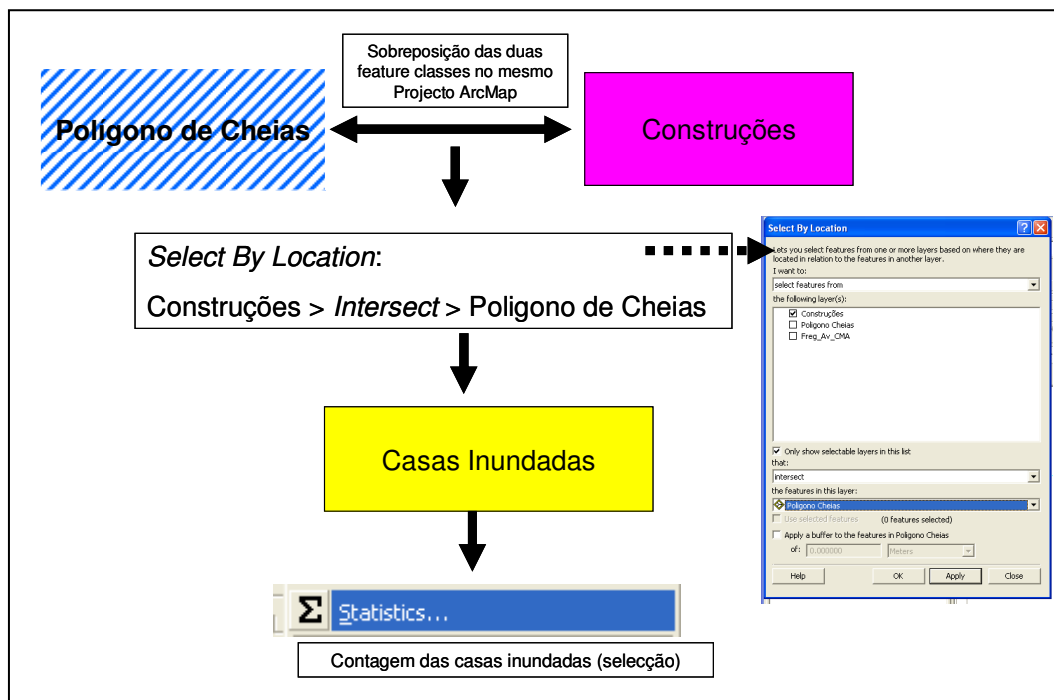 Sobreposição das duas
feature classes no mesmo
Projecto ArcMap
Polígono de Cheias
Construções
Select By Location:
Construções > Intersect > Poligono de Cheias
Casas Inundadas
Σ Statistics...
Contagem das casas inundadas (selecção)
Select By Location
Lets you select features from one or more layers based on where they are
located in relation to the features in another layer.
I want to:
select features from
the following layer(s):
Construções
Poligono Cheias
Freg_Av_CMA
Only show selectable layers in this list
that:
intersect
the features in this layer:
Poligono Cheias
Use selected features (0 features selected)
Apply a buffer to the features in Poligono Cheias
of: 0.000000 Meters
Help OK Apply Close